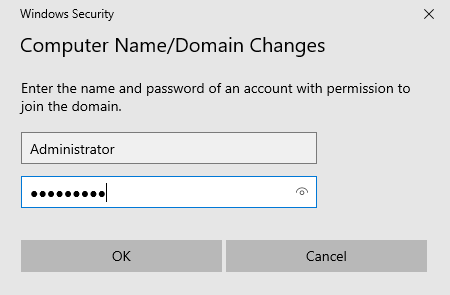 Windows Security
Computer Name/Domain Changes
Enter the name and password of an account with permission to
join the domain.
Administrator
●●●●●●●●●
OK
Cancel